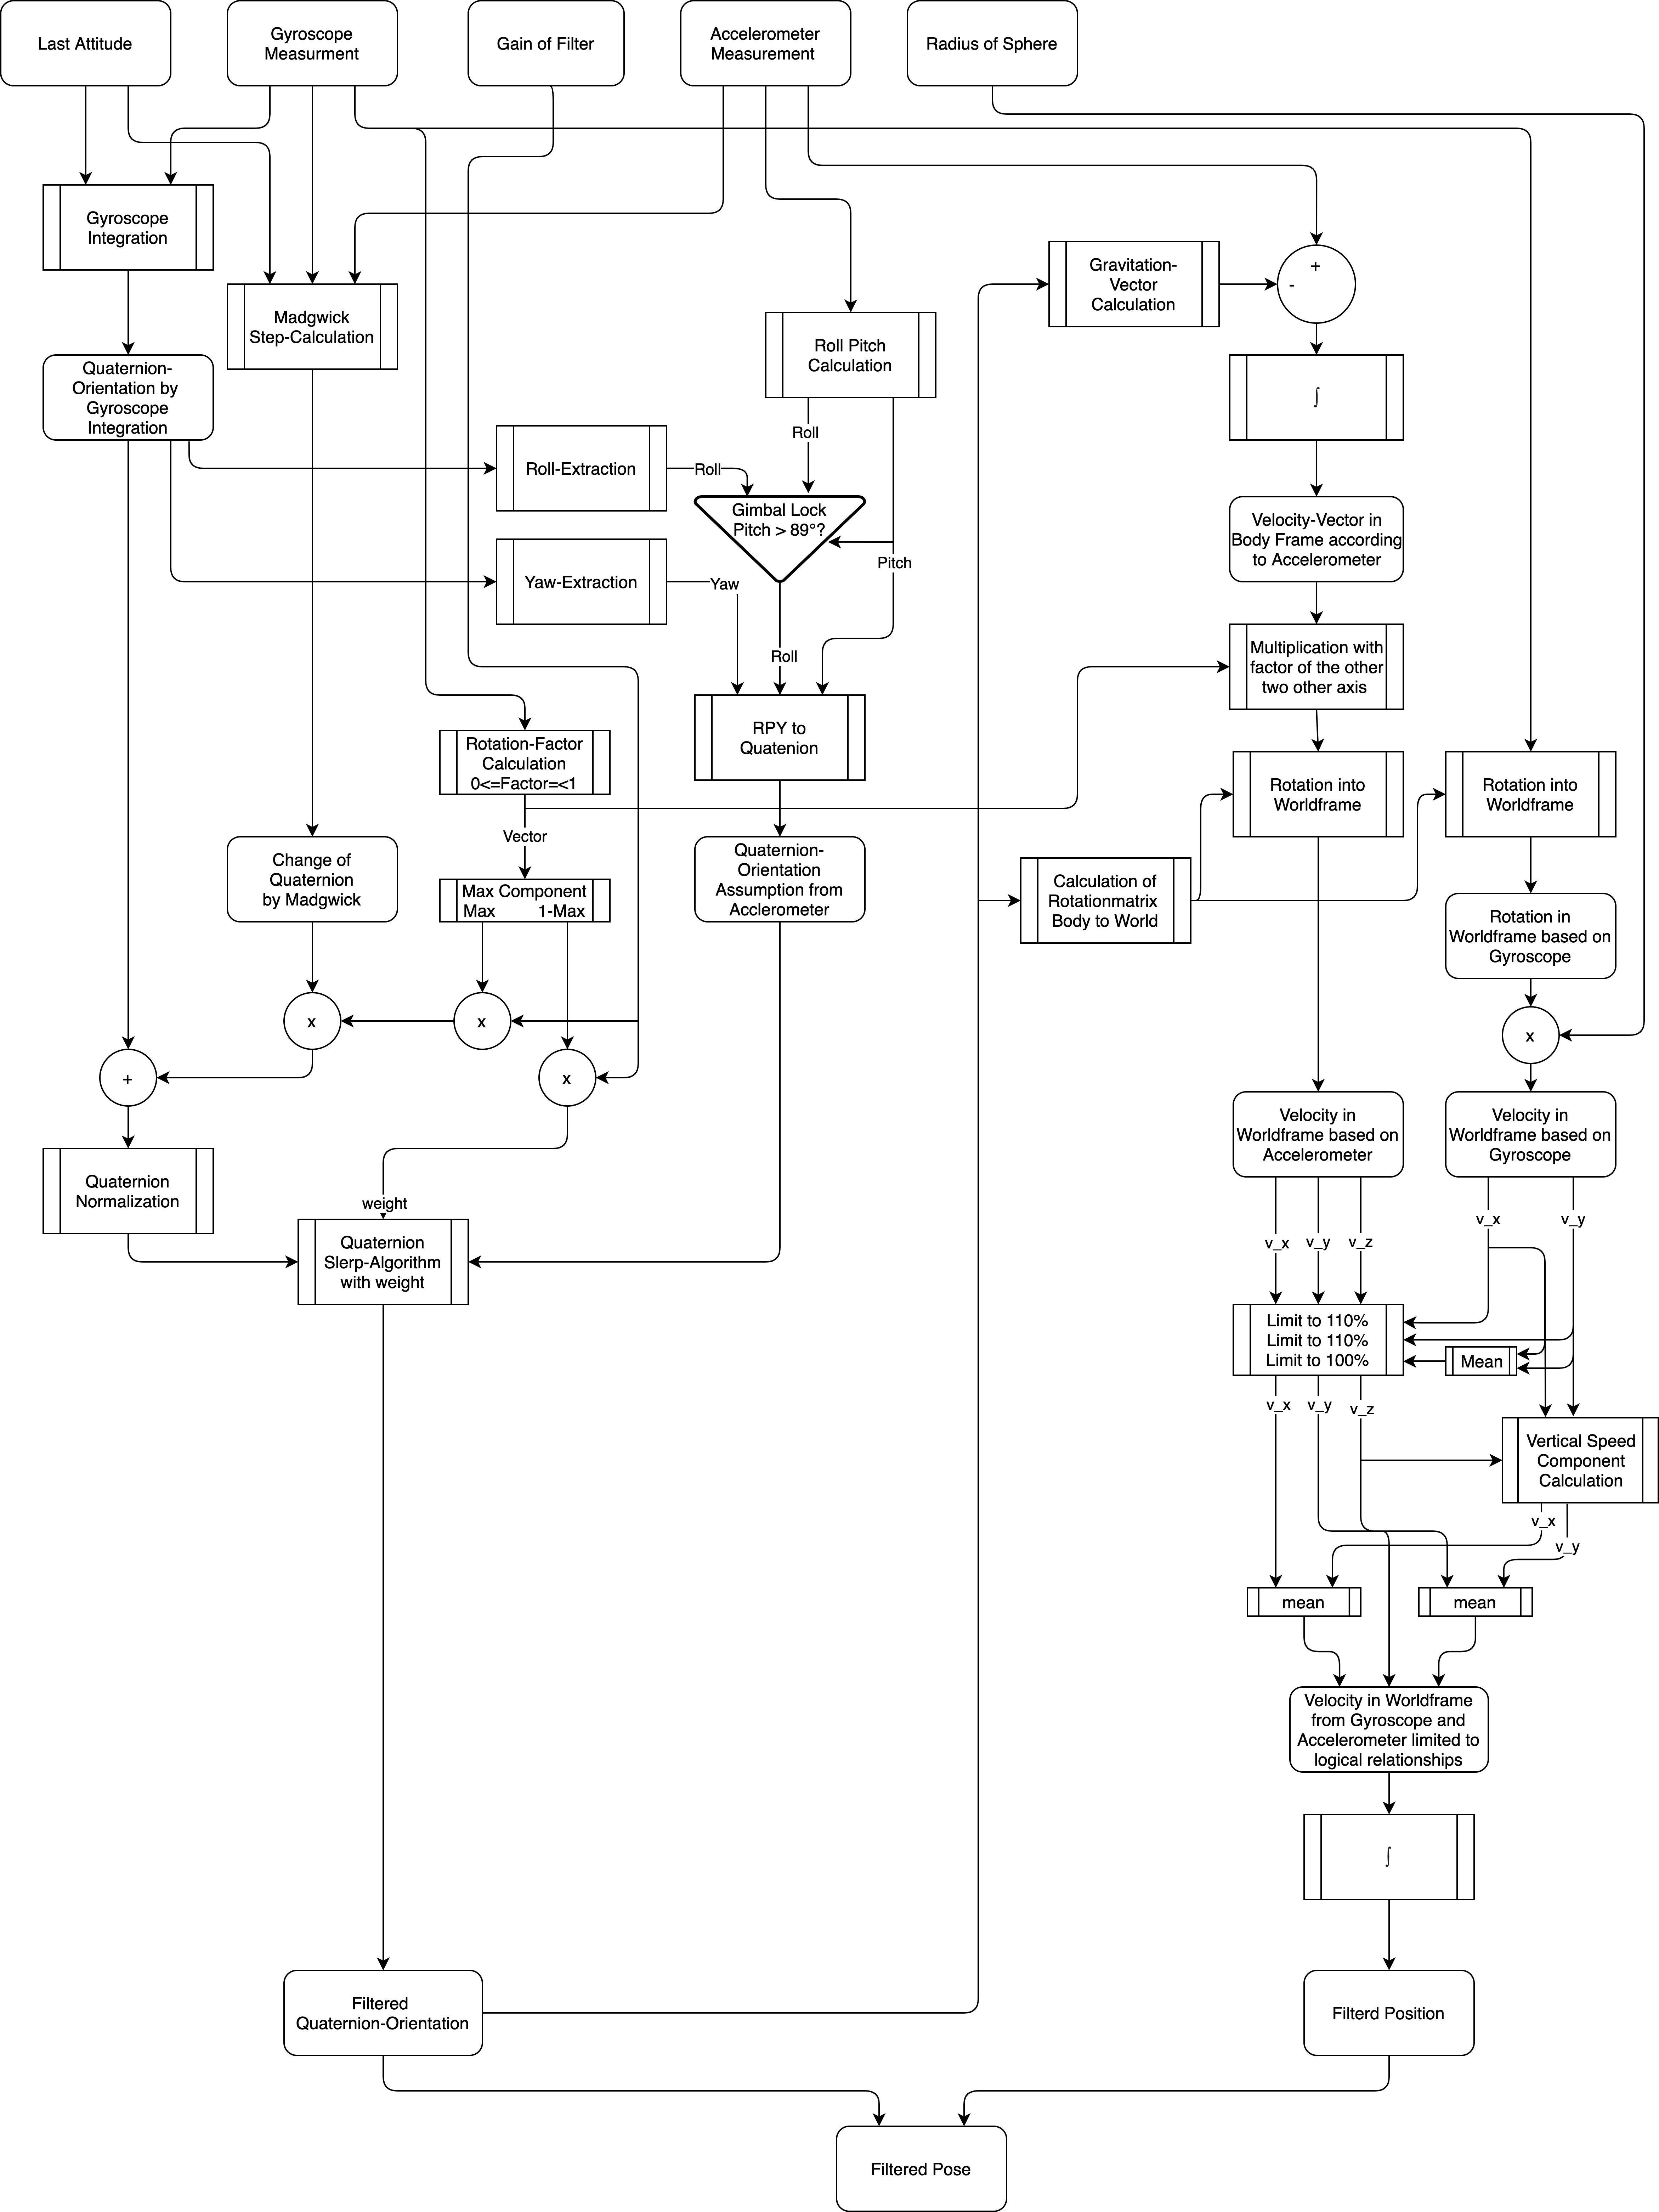 Last Attitude
Gyroscope
Measurment
Gain of Filter
Accelerometer
Measurement
Radius of Sphere
Gyroscope
Integration
Madgwick
Step-Calculation
Gravitation-
Vector
Calculation
+
-
Roll Pitch
Calculation
∫
Quaternion-
Orientation by
Gyroscope
Integration
Roll
Roll-Extraction
Roll
Gimbal Lock
Pitch > 89°?
Pitch
Yaw-Extraction
Yaw
Roll
Velocity-Vector in
Body Frame according
to Accelerometer
Multiplication with
factor of the other
two other axis
RPY to
Quatenion
Rotation-Factor
Calculation
0<=Factor=<1
Rotation into
Worldframe
Rotation into
Worldframe
Vector
Change of
Quaternion
by Madgwick
Max Component
Max 1-Max
Quaternion-
Orientation
Assumption from
Acclerometer
Calculation of
Rotationmatrix
Body to World
Rotation in
Worldframe based on
Gyroscope
x
x
x
+
x
Velocity in
Worldframe based on
Accelerometer
Velocity in
Worldframe based on
Gyroscope
Quaternion
Normalization
weight
Quaternion
Slerp-Algorithm
with weight
v_x
v_y
v_z
v_x
v_y
Limit to 110%
Limit to 110%
Limit to 100%
Mean
v_x
v_y
v_z
Vertical Speed
Component
Calculation
v_x
v_y
mean
mean
Velocity in Worldframe
from Gyroscope and
Accelerometer limited to
logical relationships
∫
Filtered
Quaternion-Orientation
Filterd Position
Filtered Pose